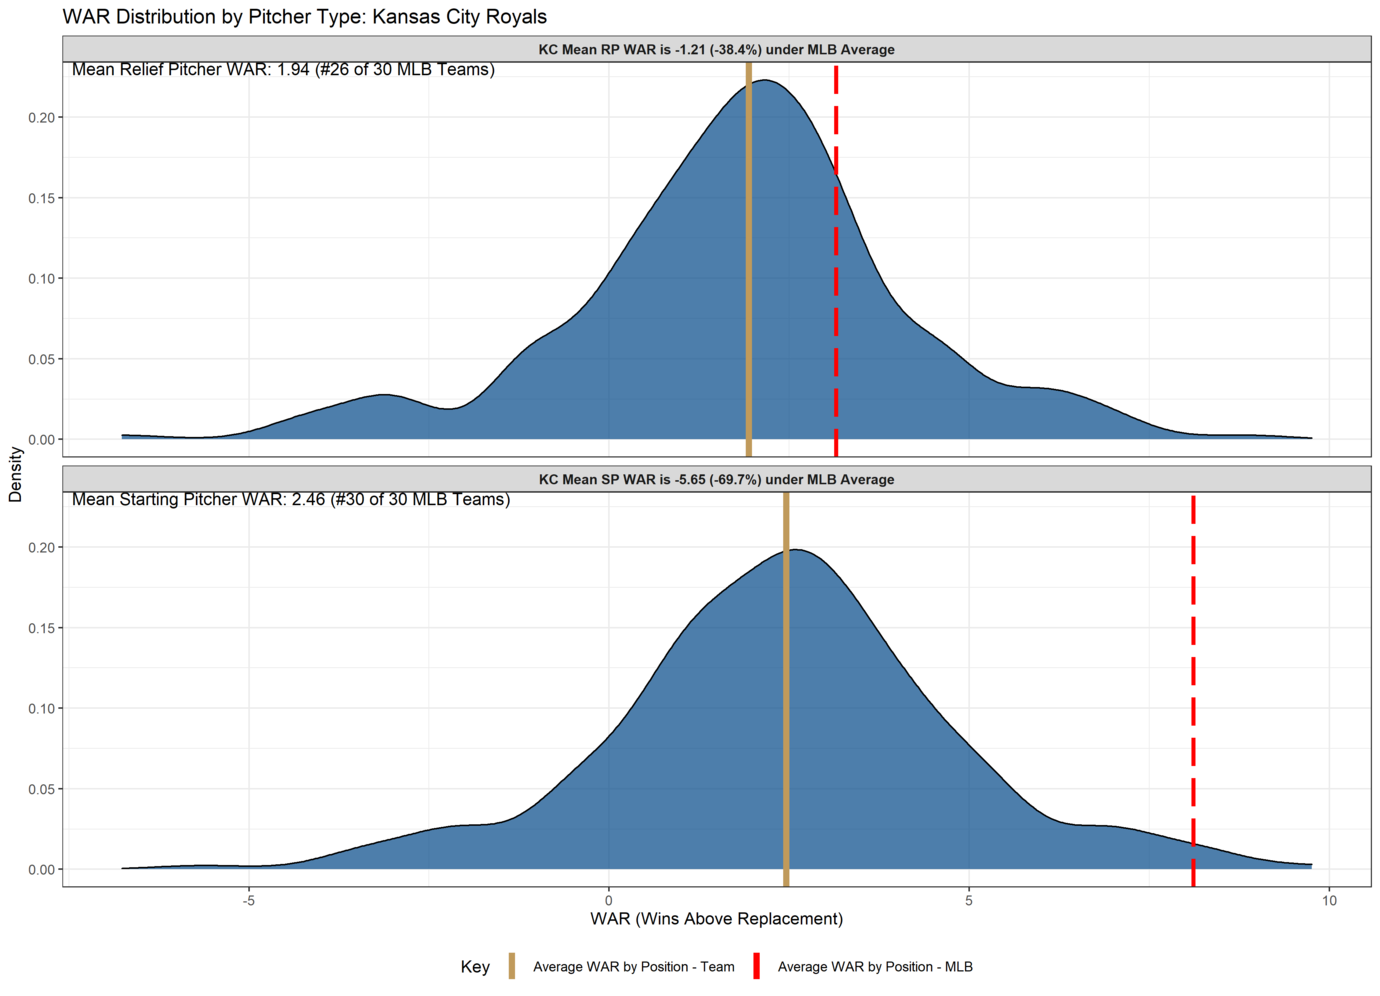 WAR Distribution by Pitcher Type: Kansas City Royals
KC Mean RP WAR is -1.21 (-38.4%) under MLB Average
Mean Relief Pitcher WAR: 1.94 (#26 of 30 MLB Teams)
0.20
0.15
0.10
0.05
0.00
Density
KC Mean SP WAR is -5.65 (-69.7%) under MLB Average
Mean Starting Pitcher WAR: 2.46 (#30 of 30 MLB Teams)
0.20
0.15
0.10
0.05
0.00
-5 0 5 10
WAR (Wins Above Replacement)
Key Average WAR by Position - Team Average WAR by Position - MLB